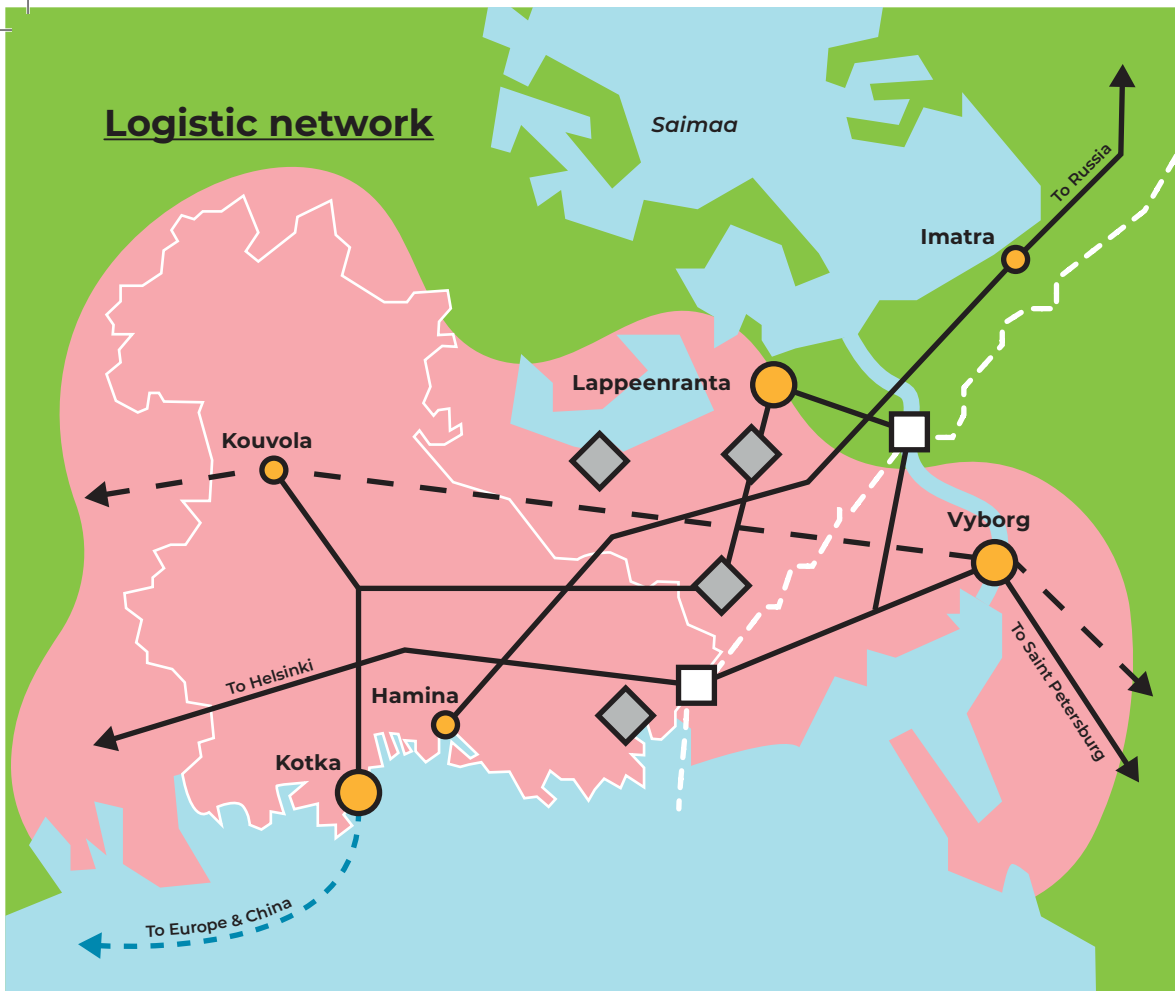 Logistic network
Saimaa
To Russia
Imatra
Lappeenranta
Kouvola
Vyborg
To Helsinki
To Saint Petersburg
Hamina
Kotka
To Europe & China